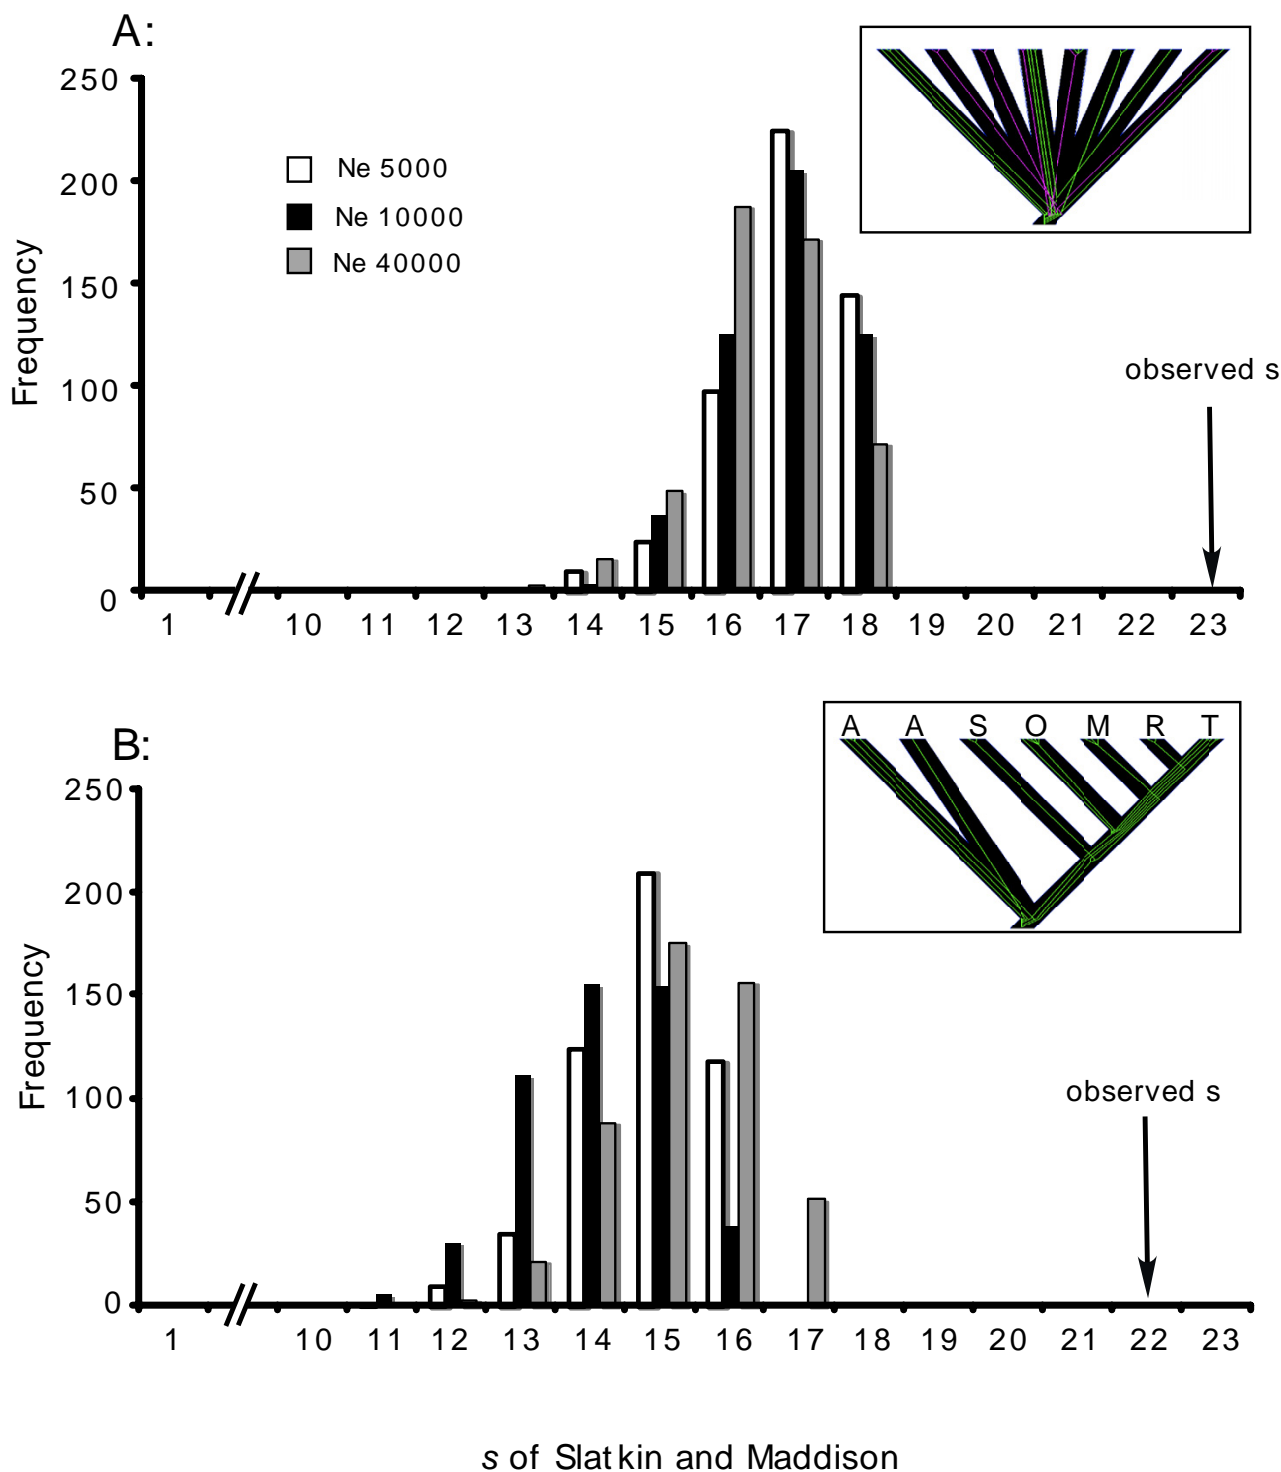 A:
250
200
150
100
50
0
Frequency
Ne 5000
Ne 10000
Ne 40000
observed s
1 10 11 12 13 14 15 16 17 18 19 20 21 22 23
B:
A A S O M R T
250
200
150
100
50
0
Frequency
observed s
1 10 11 12 13 14 15 16 17 18 19 20 21 22 23
s of Slatkin and Maddison